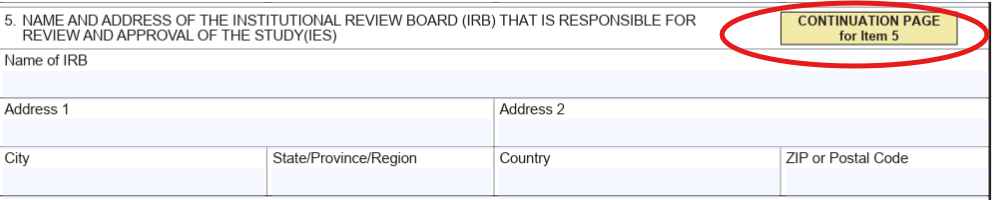 5. NAME AND ADDRESS OF THE INSTITUTIONAL REVIEW BOARD (IRB) THAT IS RESPONSIBLE FOR
REVIEW AND APPROVAL OF THE STUDY(IES)
CONTINUATION PAGE
for Item 5
Name of IRB
Address 1
Address 2
City
State/Province/Region
Country
ZIP or Postal Code